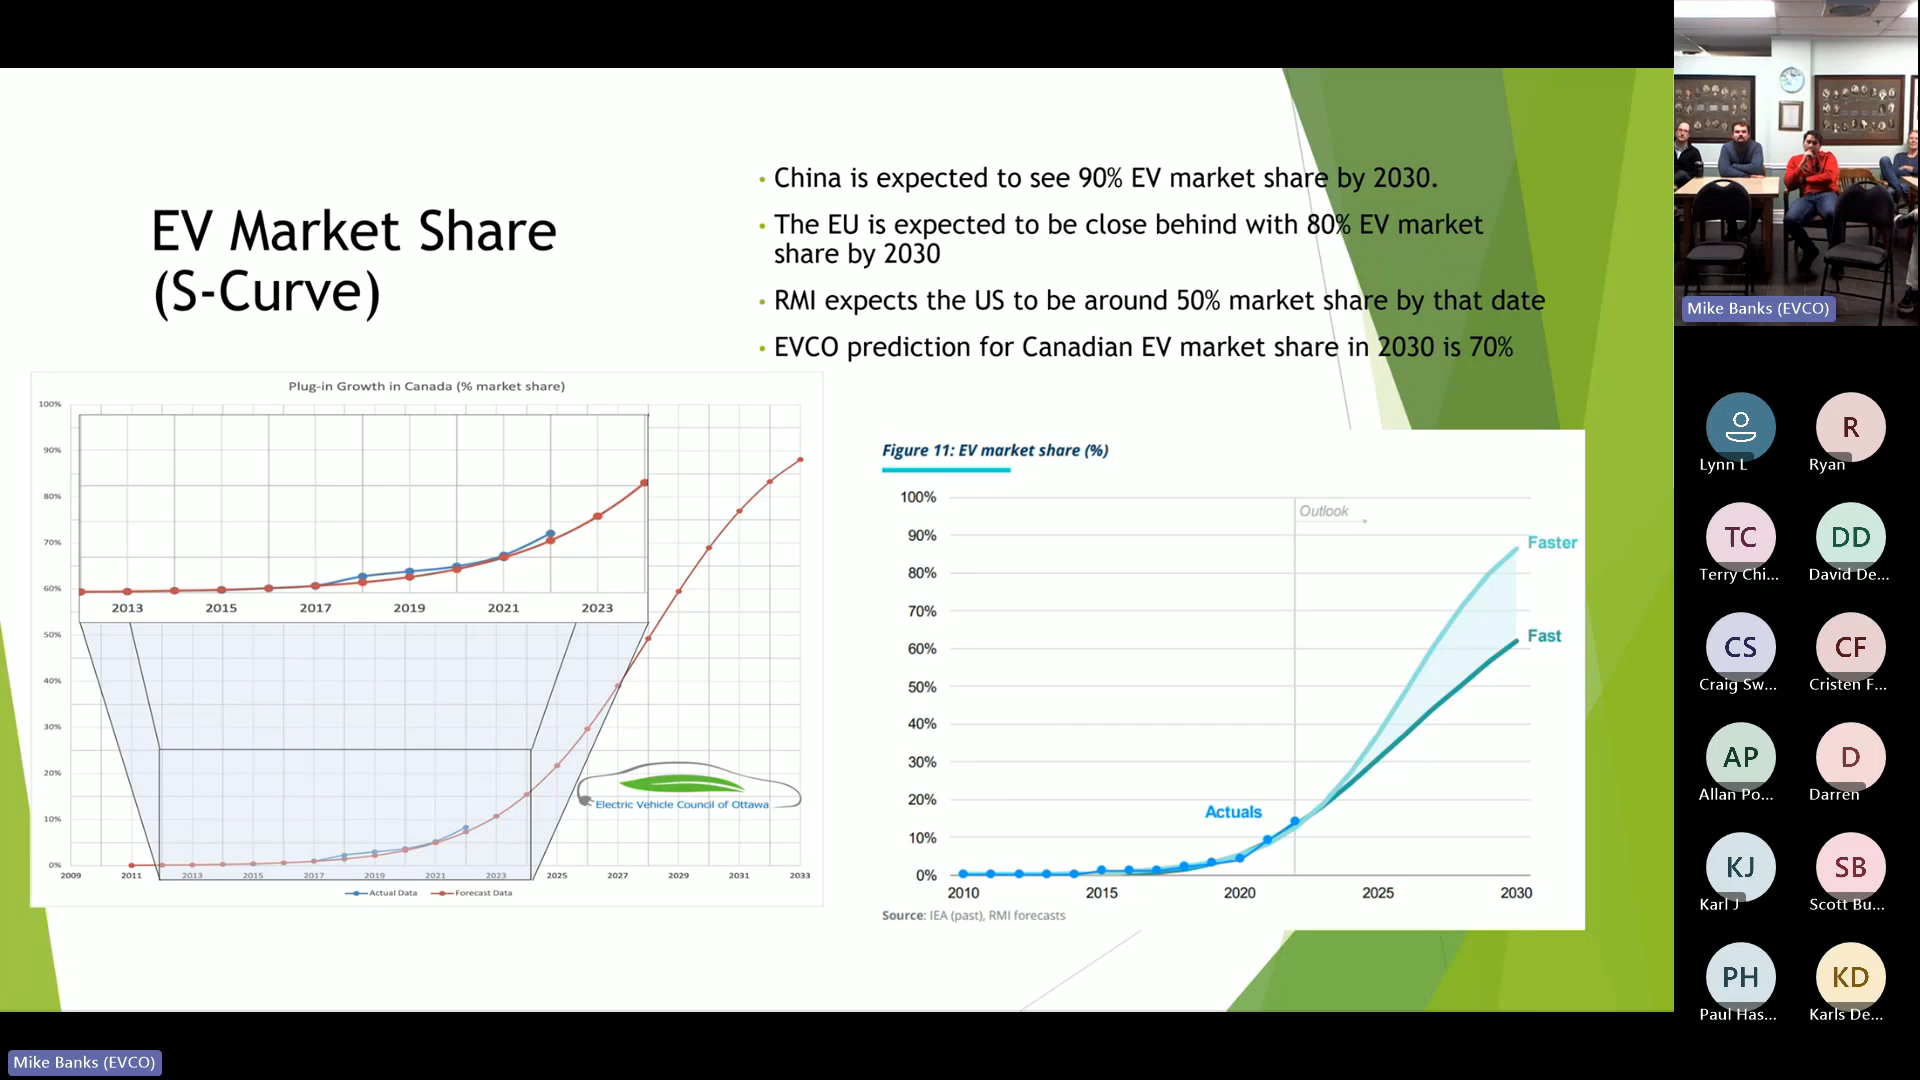 EV Market Share
(S-Curve)
• China is expected to see 90% EV market share by 2030.
• The EU is expected to be close behind with 80% EV market
share by 2030
• RMI expects the US to be around 50% market share by that date
• EVCO prediction for Canadian EV market share in 2030 is 70%
Plug-in Growth in Canada (% market share)
100%
90%
80%
70%
60%
50%
40%
30%
20%
10%
0%
2013 2015 2017 2019 2021 2023
2009 2011 2013 2015 2017 2019 2021 2023 2025 2027 2029 2031 2033
Electric Vehicle Council of Ottawa
Actual Data Forecast Data
Figure 11: EV market share (%)
100%
90%
80%
70%
60%
50%
40%
30%
20%
10%
0%
Outlook
Faster
Fast
Actuals
2010 2015 2020 2025 2030
Source: IEA (past), RMI forecasts
Mike Banks (EVCO)
Lynn L
R
Ryan
TC
Terry Chi...
DD
David De...
CS
Craig Sw...
CF
Cristen F...
AP
Allan Po...
D
Darren
KJ
Karl J
SB
Scott Bu...
PH
Paul Has...
KD
Karls De...
Mike Banks (EVCO)